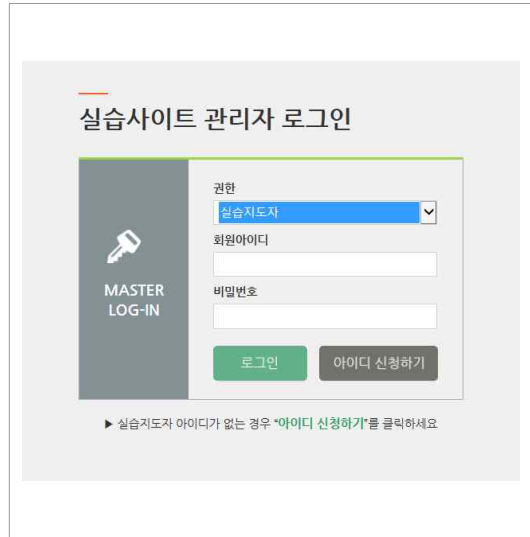 실습사이트 관리자 로그인
MASTER
LOG-IN
권한
실습지도자
회원아이디
비밀번호
로그인
아이디 신청하기
▶ 실습지도자 아이디가 없는 경우 “아이디 신청하기”를 클릭하세요